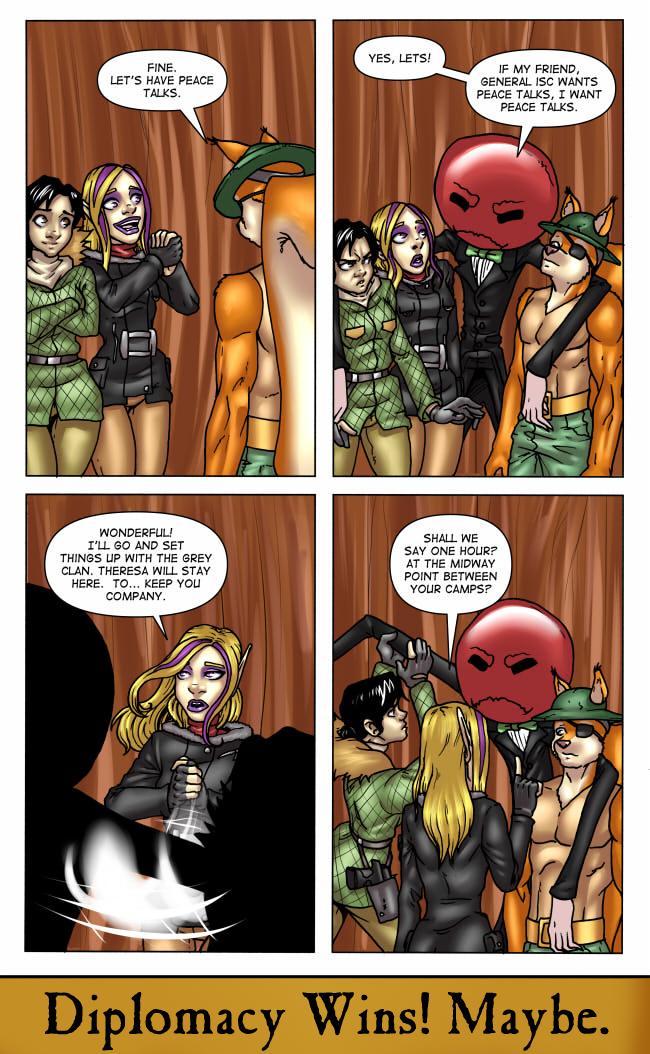 FINE.
LET'S HAVE PEACE
TALKS.
YES, LETS!
IF MY FRIEND,
GENERAL ISC WANTS
PEACE TALKS, I WANT
PEACE TALKS.
WONDERFUL!
I'LL GO AND SET
THINGS UP WITH THE GREY
CLAN. THERESA WILL STAY
HERE. TO... KEEP YOU
COMPANY.
SHALL WE
SAY ONE HOUR?
AT THE MIDWAY
POINT BETWEEN
YOUR CAMPS?
Diplomacy Wins! Maybe.